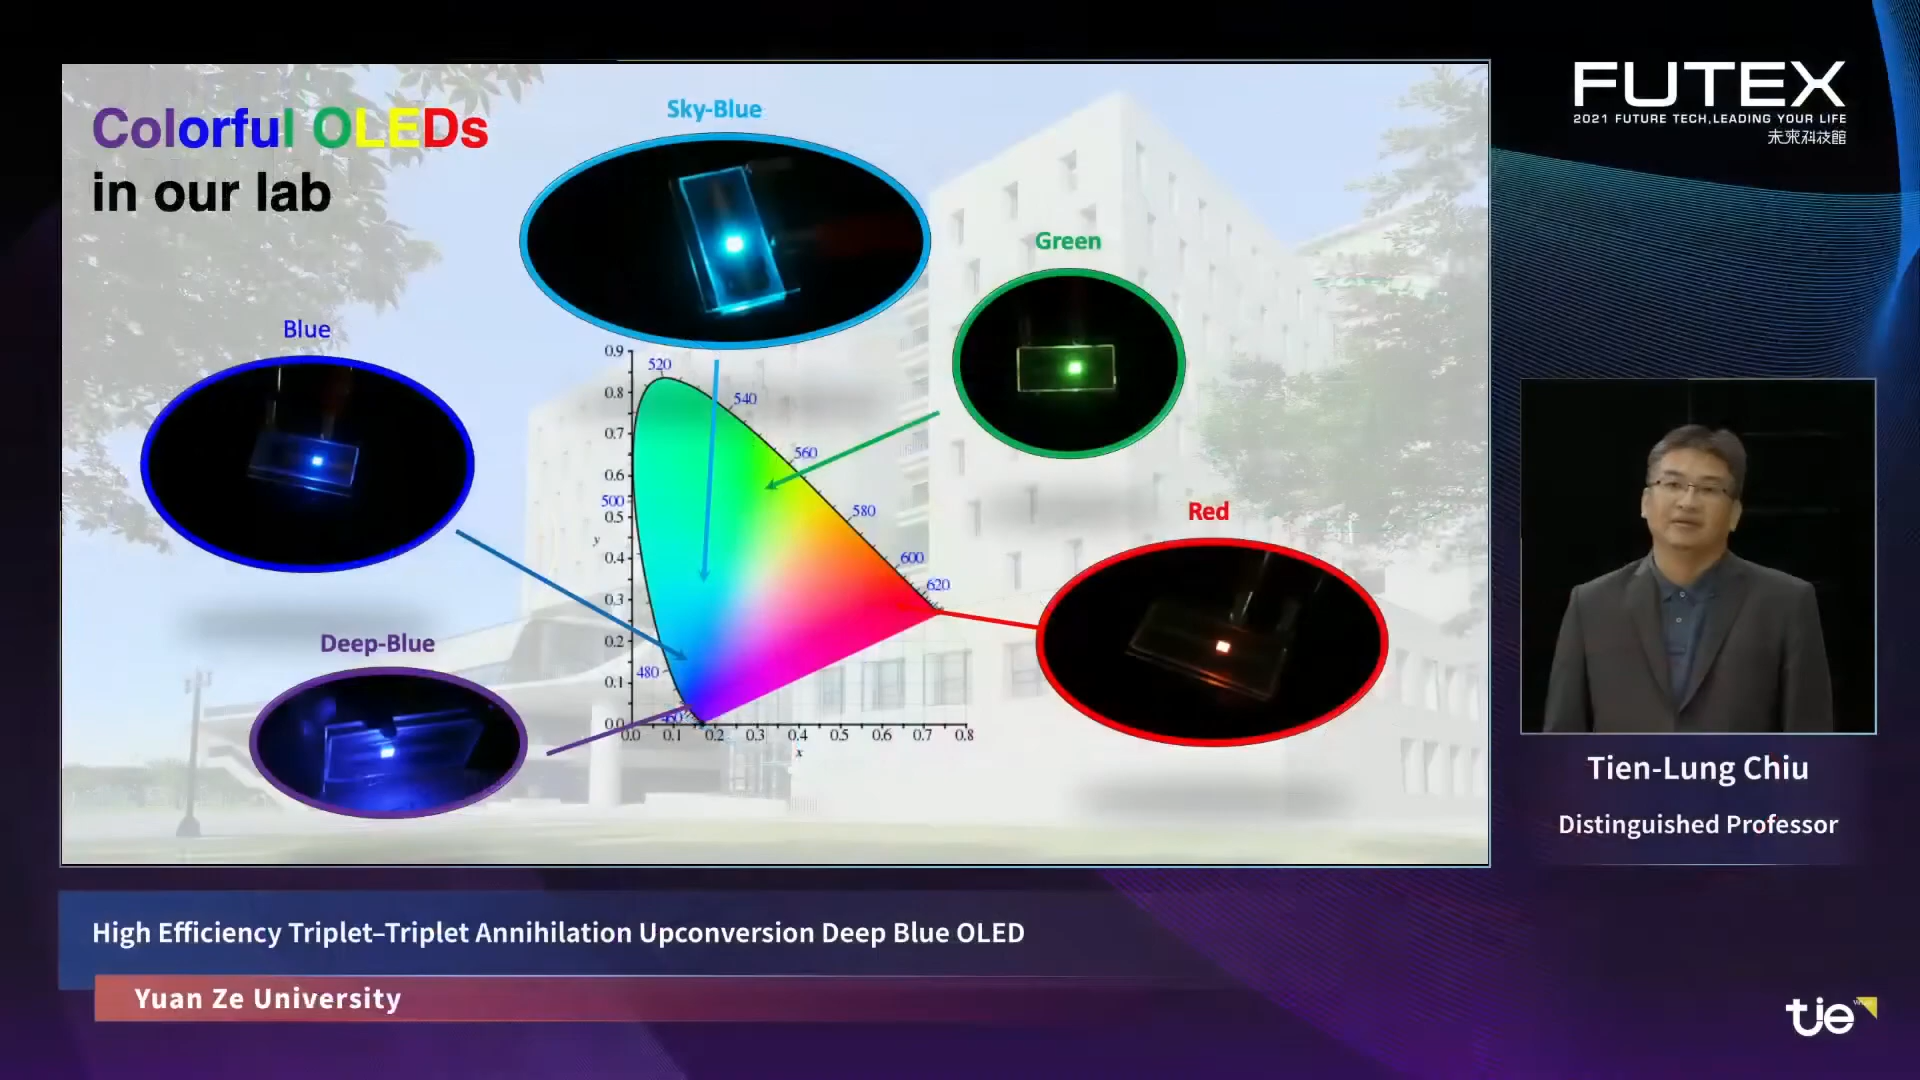 Colorful OLEDs
in our lab
Sky-Blue
Green
Blue
Red
Deep-Blue
0.9
0.8
0.7
0.6
0.5
0.4
0.3
0.2
0.1
0.0
y
520
540
560
580
600
620
500
480
0.0 0.1 0.2 0.3 0.4 0.5 0.6 0.7 0.8
x
FUTEX
2021 FUTURE TECH,LEADING YOUR LIFE
未來科技館
Tien-Lung Chiu
Distinguished Professor
High Efficiency Triplet–Triplet Annihilation Upconversion Deep Blue OLED
Yuan Ze University
tie